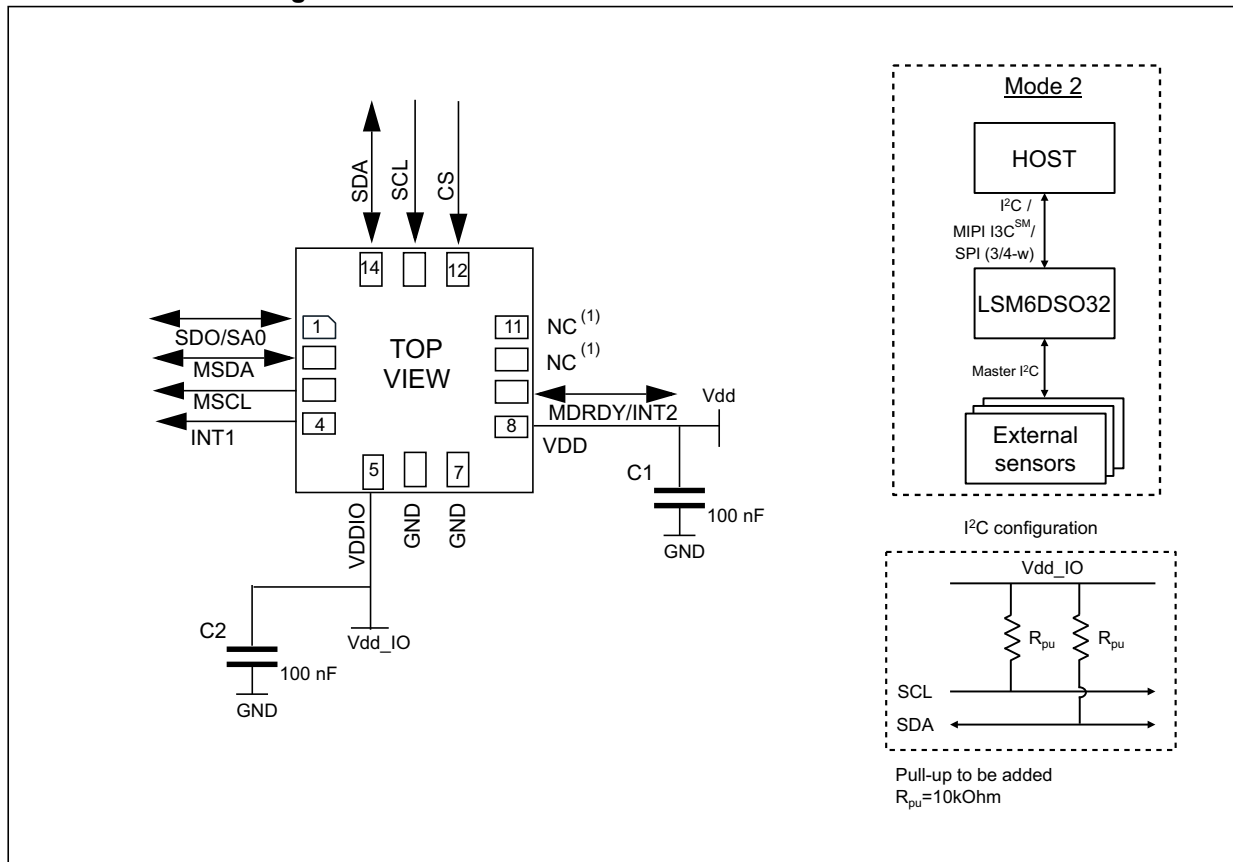 g
SDA
SCL
CS
14
12
1
11
NC (1)
SDO/SA0
TOP
VIEW
NC (1)
MSDA
MSCL
MDRDY/INT2
Vdd
4
8
INT1
VDD
5
7
VDDIO
GND
GND
C1
100 nF
GND
C2
Vdd_IO
100 nF
GND
Mode 2
HOST
I²C /
MIPI I3C^SM/
SPI (3/4-w)
LSM6DSO32
Master I²C
External
sensors
I²C configuration
Vdd_IO
Rpu
Rpu
SCL
SDA
Pull-up to be added
Rpu=10kOhm